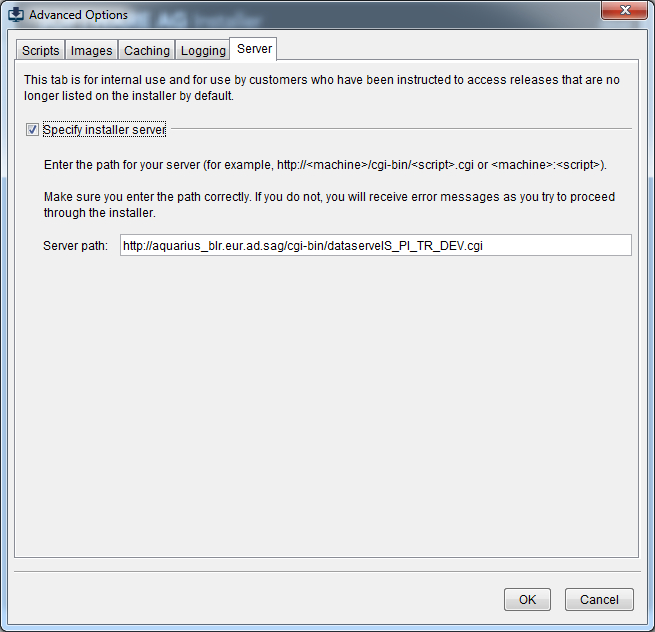 Advanced Options
Scripts Images Caching Logging Server
This tab is for internal use and for use by customers who have been instructed to access releases that are no
longer listed on the installer by default.
Specify installer server
Enter the path for your server (for example, http://<machine>/cgi-bin/<script>.cgi or <machine>:<script>).
Make sure you enter the path correctly. If you do not, you will receive error messages as you try to proceed
through the installer.
Server path: http://aquarius_blr.eur.ad.sag/cgi-bin/dataserveIS_PI_TR_DEV.cgi
OK Cancel